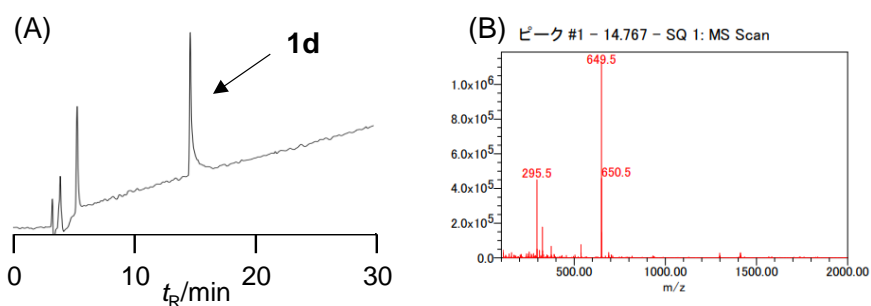 (A)
1d
0
10
20
30
tR/min
(B)
ピーク #1 - 14.767 - SQ 1: MS Scan
649.5
1.0x10⁶
8.0x10⁵
6.0x10⁵
295.5
650.5
4.0x10⁵
2.0x10⁵
0.0
500.00
1000.00
1500.00
2000.00
m/z